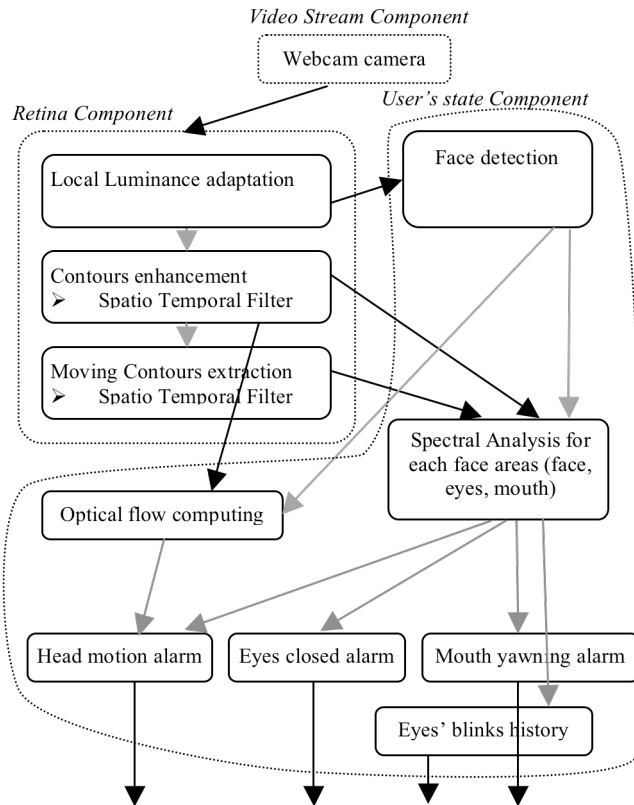 Video Stream Component
Webcam camera
User's state Component
Retina Component
Face detection
Local Luminance adaptation
Contours enhancement
➢ Spatio Temporal Filter
Moving Contours extraction
➢ Spatio Temporal Filter
Spectral Analysis for
each face areas (face,
eyes, mouth)
Optical flow computing
Head motion alarm
Eyes closed alarm
Mouth yawning alarm
Eyes’ blinks history